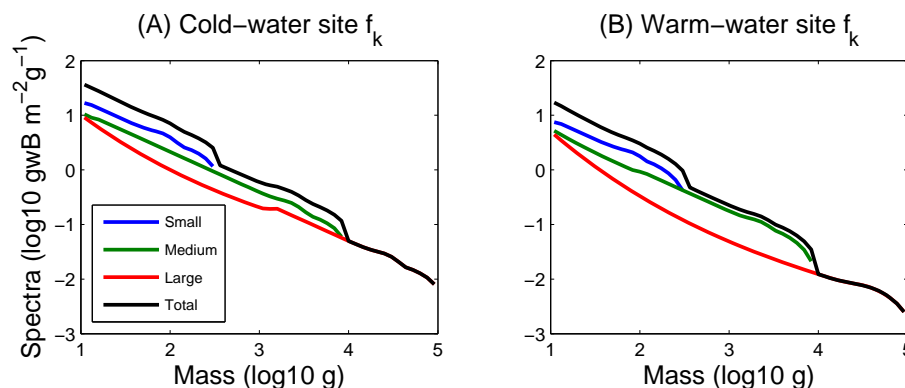 (A) Cold−water site f_k
(B) Warm−water site f_k
Spectra (log10 gwB m^−2 g^−1)
2
1
0
−1
−2
−3
Small
Medium
Large
Total
1 2 3 4 5
Mass (log10 g)
2
1
0
−1
−2
−3
1 2 3 4 5
Mass (log10 g)